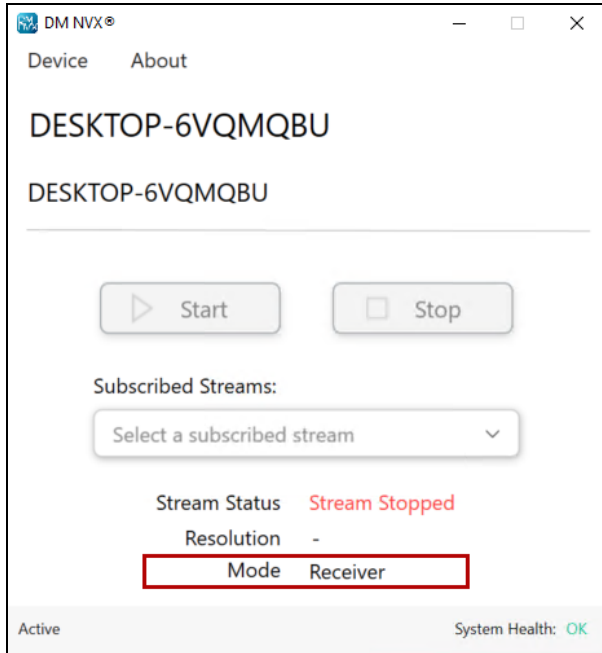 DM NVX®
Device About
DESKTOP-6VQMQBU
DESKTOP-6VQMQBU
Start Stop
Subscribed Streams:
Select a subscribed stream
Stream Status Stream Stopped
Resolution -
Mode Receiver
Active System Health: OK